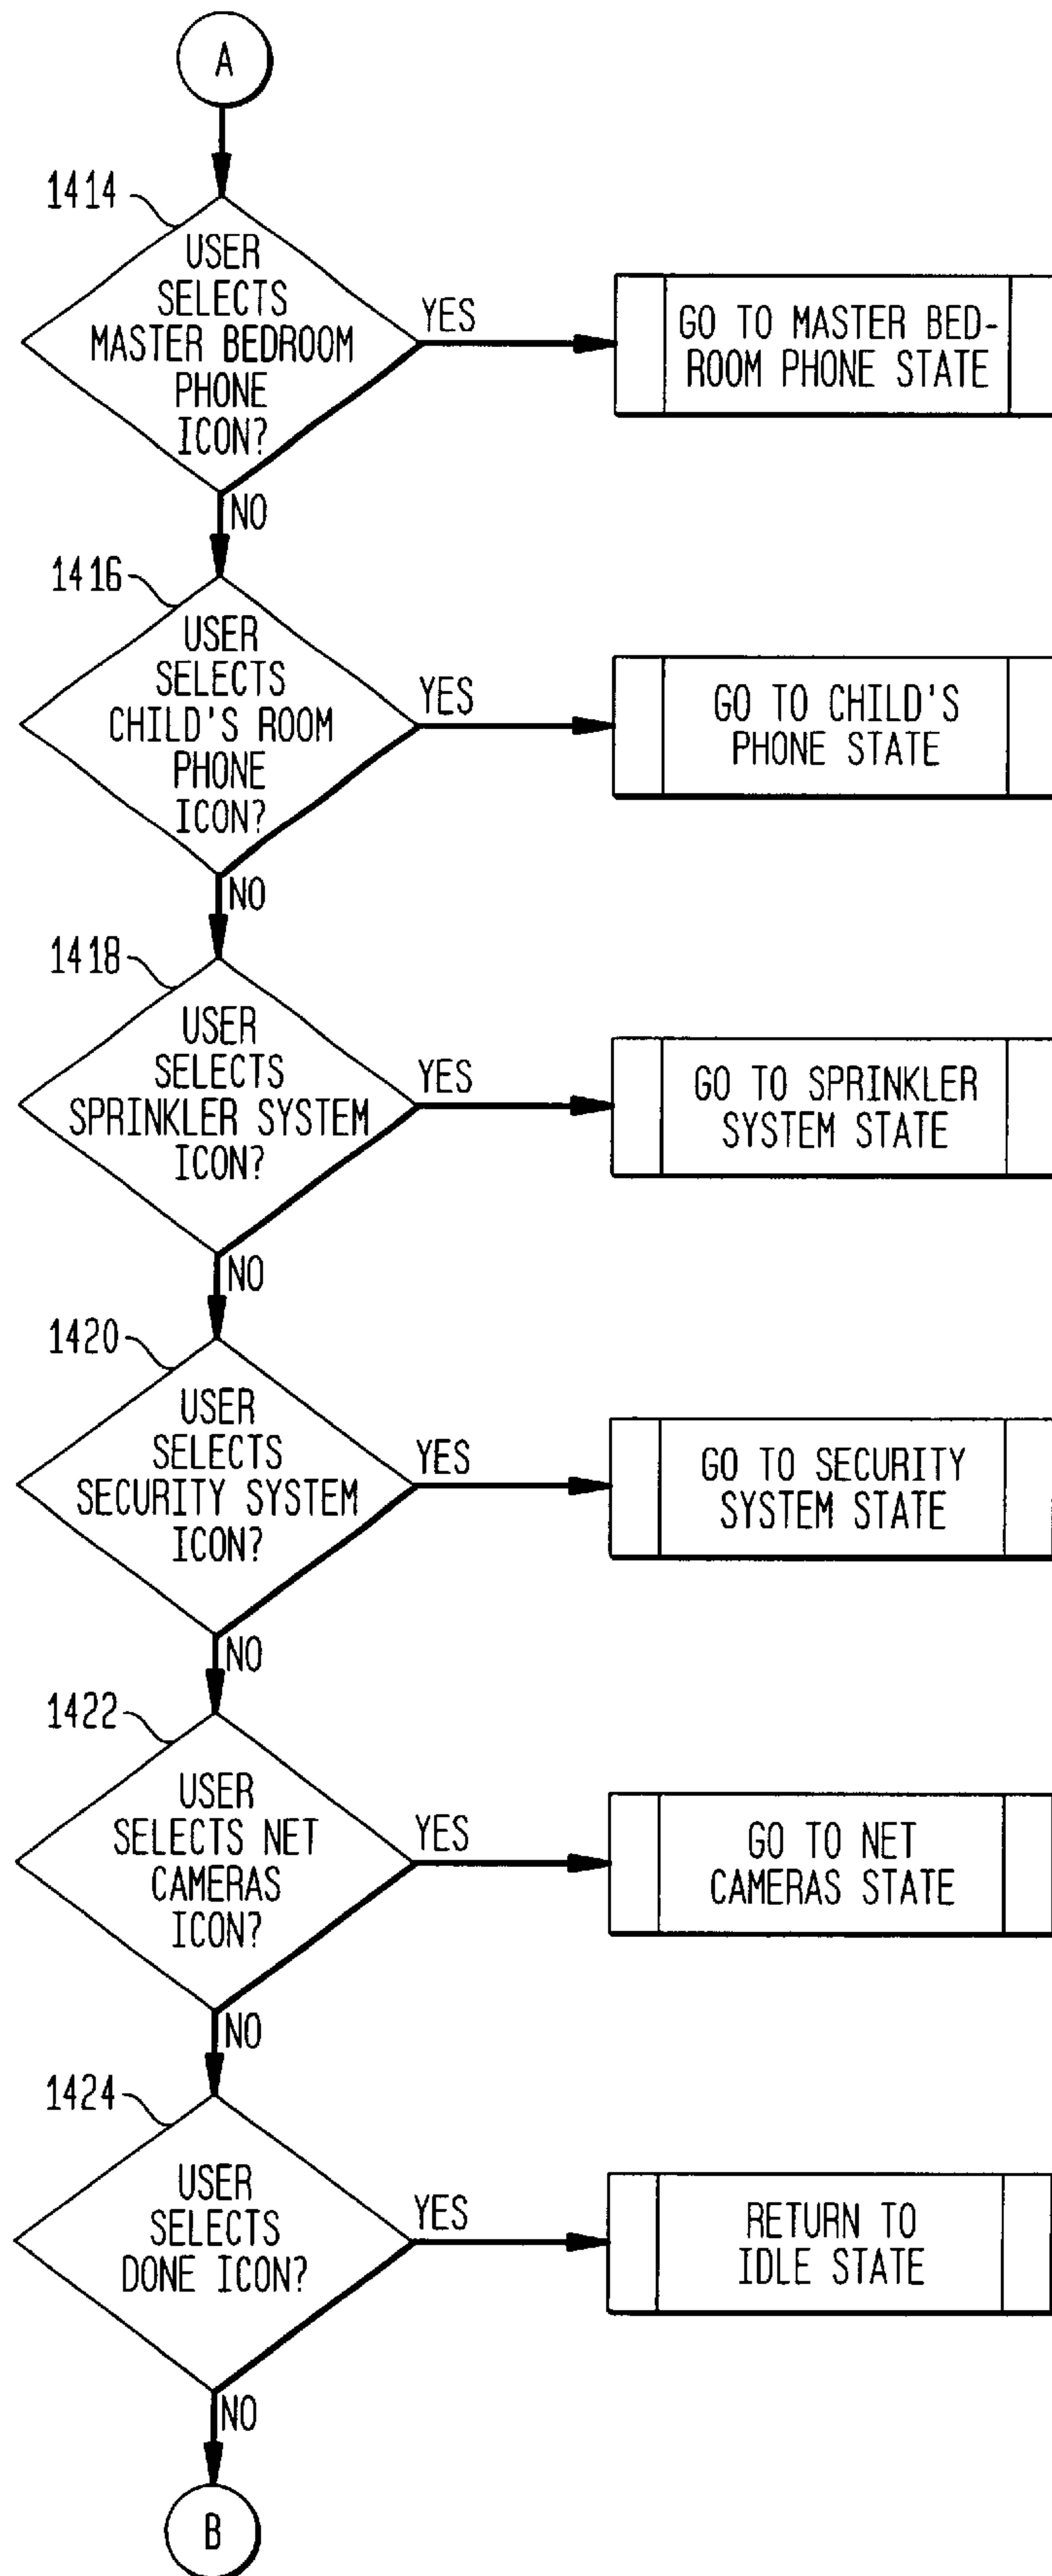 A
1414
USER
SELECTS
MASTER BEDROOM
PHONE
ICON?
YES
GO TO MASTER BED-
ROOM PHONE STATE
NO
1416
USER
SELECTS
CHILD'S ROOM
PHONE
ICON?
YES
GO TO CHILD'S
PHONE STATE
NO
1418
USER
SELECTS
SPRINKLER SYSTEM
ICON?
YES
GO TO SPRINKLER
SYSTEM STATE
NO
1420
USER
SELECTS
SECURITY SYSTEM
ICON?
YES
GO TO SECURITY
SYSTEM STATE
NO
1422
USER
SELECTS NET
CAMERAS
ICON?
YES
GO TO NET
CAMERAS STATE
NO
1424
USER
SELECTS
DONE ICON?
YES
RETURN TO
IDLE STATE
NO
B